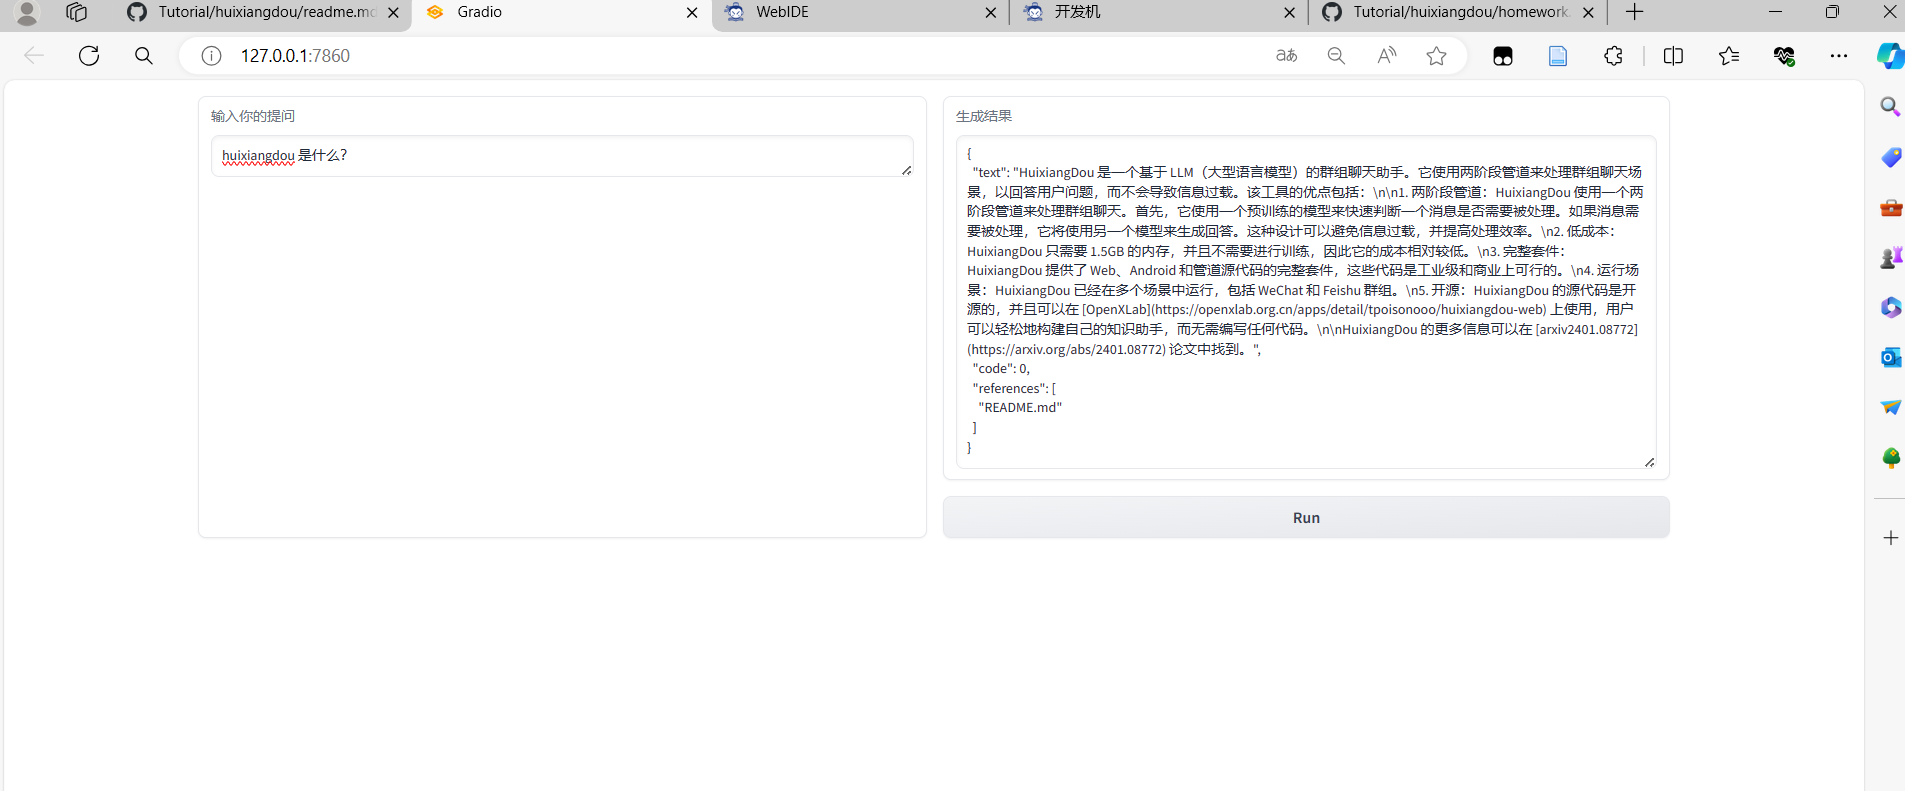 Tutorial/huixiangdou/readme.md
Gradio
WebIDE
开发机
Tutorial/huixiangdou/homework.
127.0.0.1:7860
输入你的提问
huixiangdou 是什么?
生成结果
{
"text": "HuixiangDou 是一个基于 LLM（大型语言模型）的群组聊天助手。它使用两阶段管道来处理群组聊天场
景，以回答用户问题，而不会导致信息过载。该工具的优点包括：\n\n1. 两阶段管道：HuixiangDou 使用一个两
阶段管道来处理群组聊天。首先，它使用一个预训练的模型来快速判断一个消息是否需要被处理。如果消息需
要被处理，它将使用另一个模型来生成回答。这种设计可以避免信息过载，并提高处理效率。\n2. 低成本：
HuixiangDou 只需要 1.5GB 的内存，并且不需要进行训练，因此它的成本相对较低。\n3. 完整套件：
HuixiangDou 提供了 Web、Android 和管道源代码的完整套件，这些代码是工业级和商业上可行的。\n4. 运行场
景：HuixiangDou 已经在多个场景中运行，包括 WeChat 和 Feishu 群组。\n5. 开源：HuixiangDou 的源代码是开
源的，并且可以在 [OpenXLab](https://openxlab.org.cn/apps/detail/tpoisonooo/huixiangdou-web) 上使用，用户
可以轻松地构建自己的知识助手，而无需编写任何代码。\n\nHuixiangDou 的更多信息可以在 [arxiv2401.08772]
(https://arxiv.org/abs/2401.08772) 论文中找到。",
"code": 0,
"references": [
"README.md"
]
}
Run